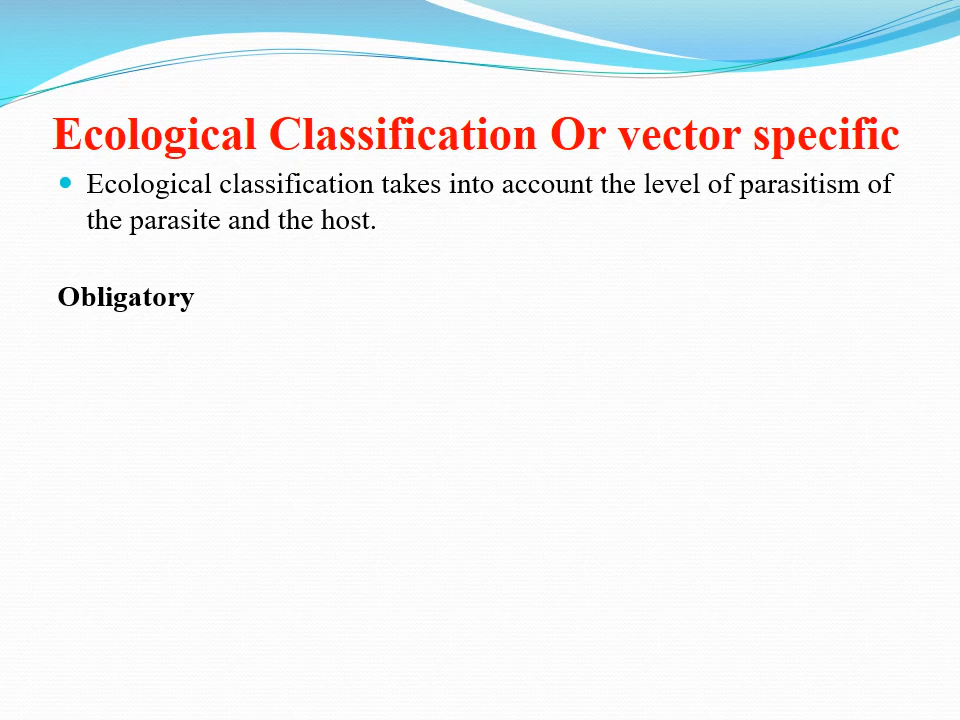 Ecological Classification Or vector specific
Ecological classification takes into account the level of parasitism of
the parasite and the host.
Obligatory